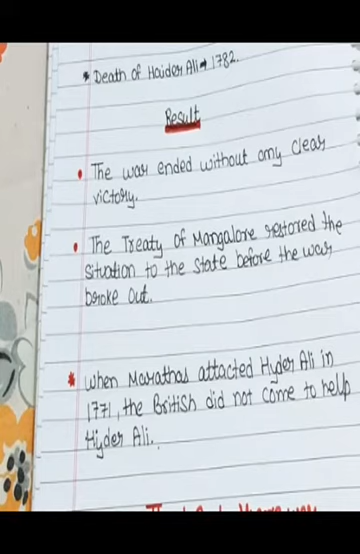 * Death of Haider Ali → 1782.
Result
• The war ended without any clear
victory.
• The Treaty of Mangalore restored the
situation to the state before the war
broke out.
* When Marathas attacted Hyder Ali in
1771, the British did not come to help
Hyder Ali.